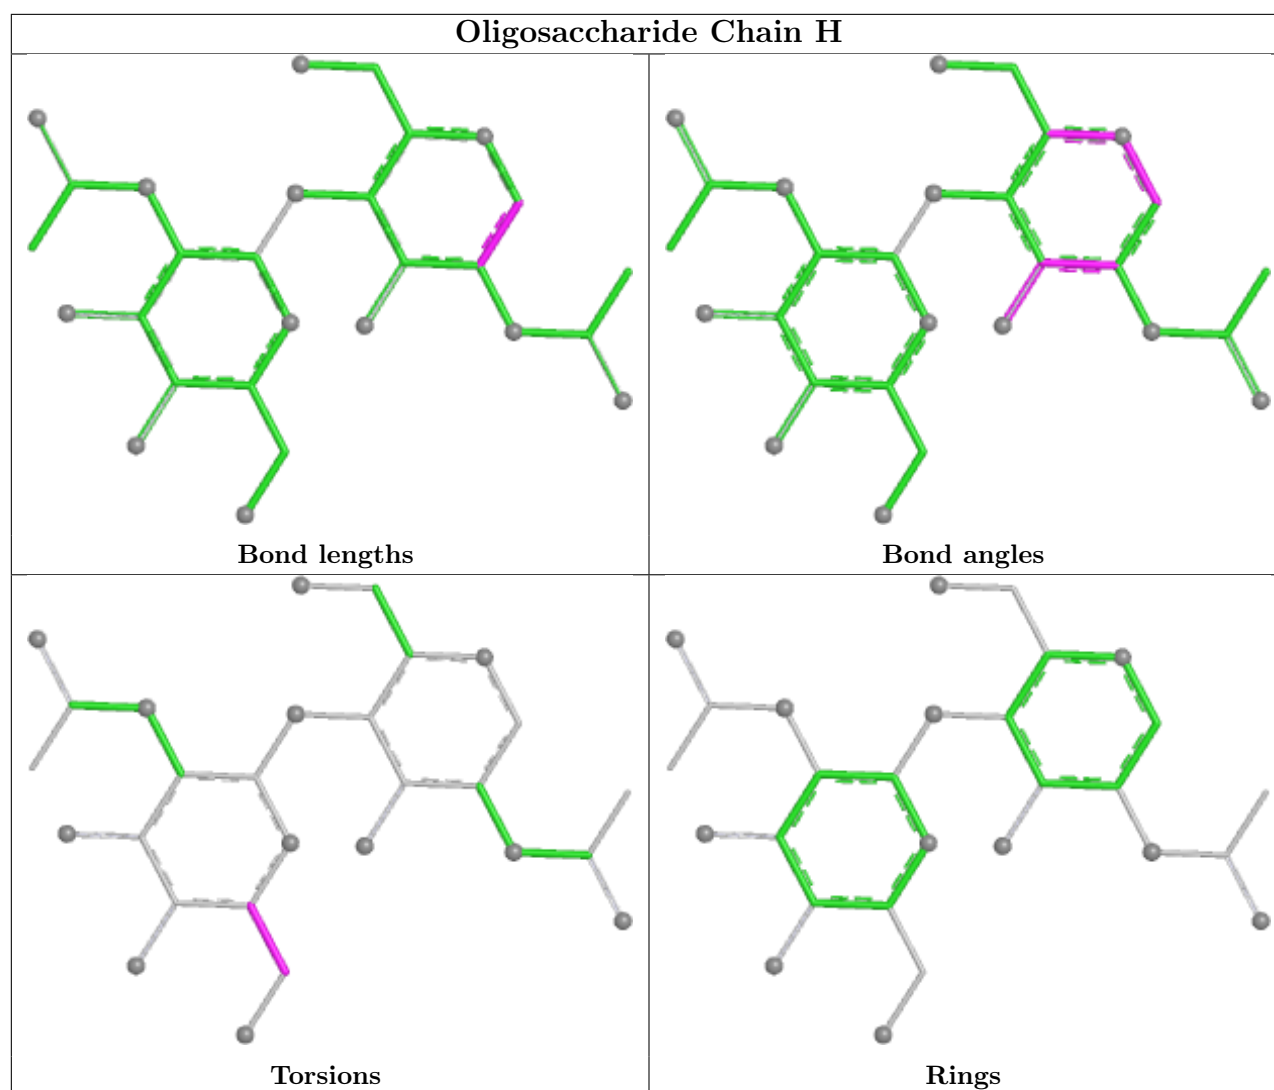 Oligosaccharide Chain H
Bond lengths
Bond angles
Torsions
Rings